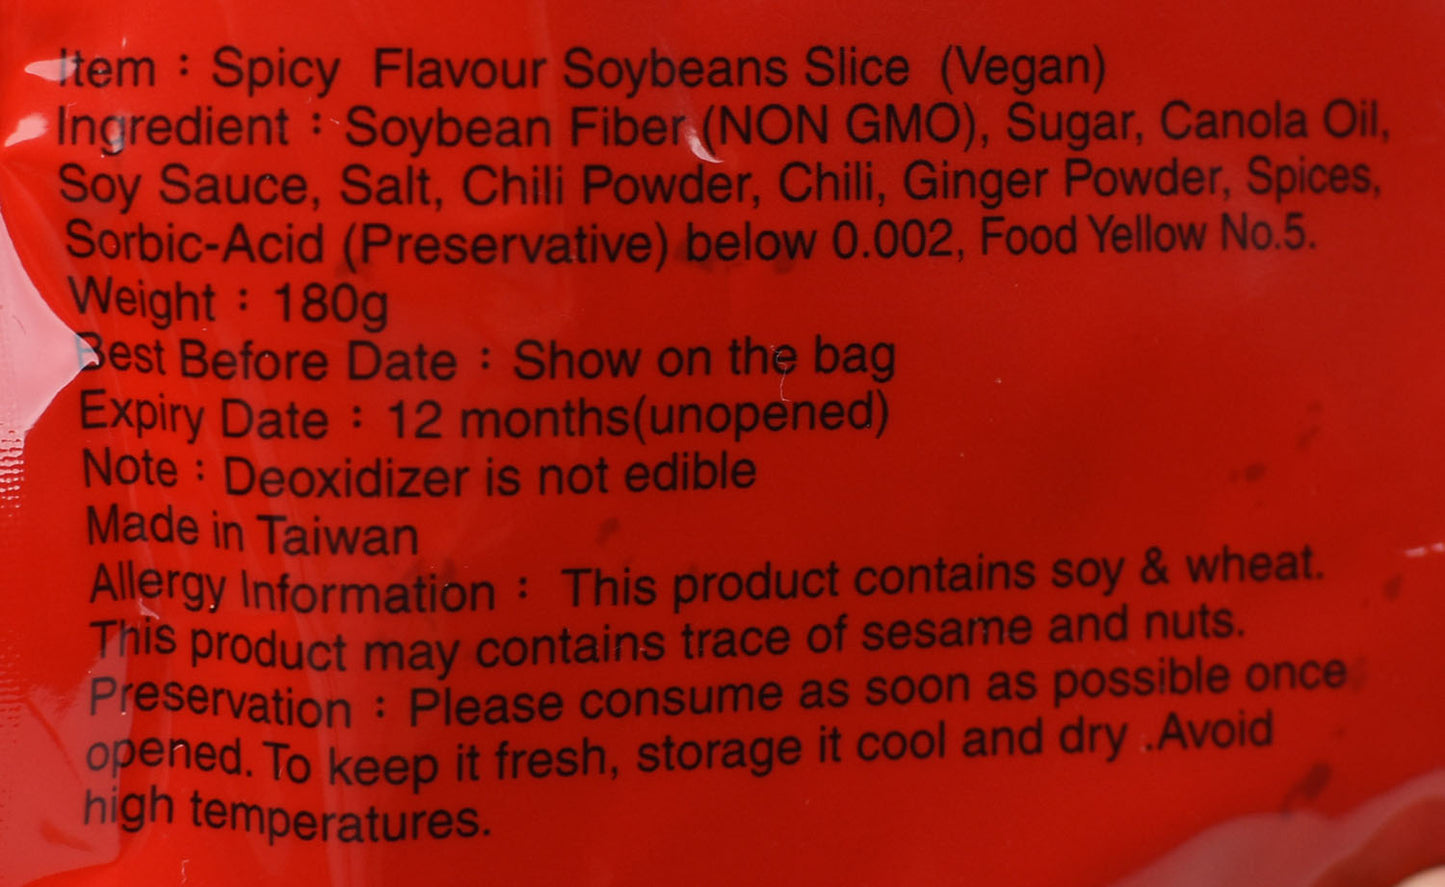 Item：Spicy Flavour Soybeans Slice (Vegan)
Ingredient：Soybean Fiber (NON GMO), Sugar, Canola Oil,
Soy Sauce, Salt, Chili Powder, Chili, Ginger Powder, Spices,
Sorbic-Acid (Preservative) below 0.002, Food Yellow No.5.
Weight：180g
Best Before Date：Show on the bag
Expiry Date：12 months(unopened)
Note：Deoxidizer is not edible
Made in Taiwan
Allergy Information： This product contains soy & wheat.
This product may contains trace of sesame and nuts.
Preservation：Please consume as soon as possible once
opened. To keep it fresh, storage it cool and dry .Avoid
high temperatures.